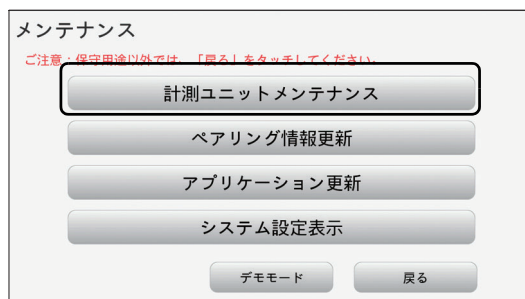 メンテナンス
ご注意：保守用途以外では、「戻る」をタッチしてください。
計測ユニットメンテナンス
ペアリング情報更新
アプリケーション更新
システム設定表示
デモモード
戻る